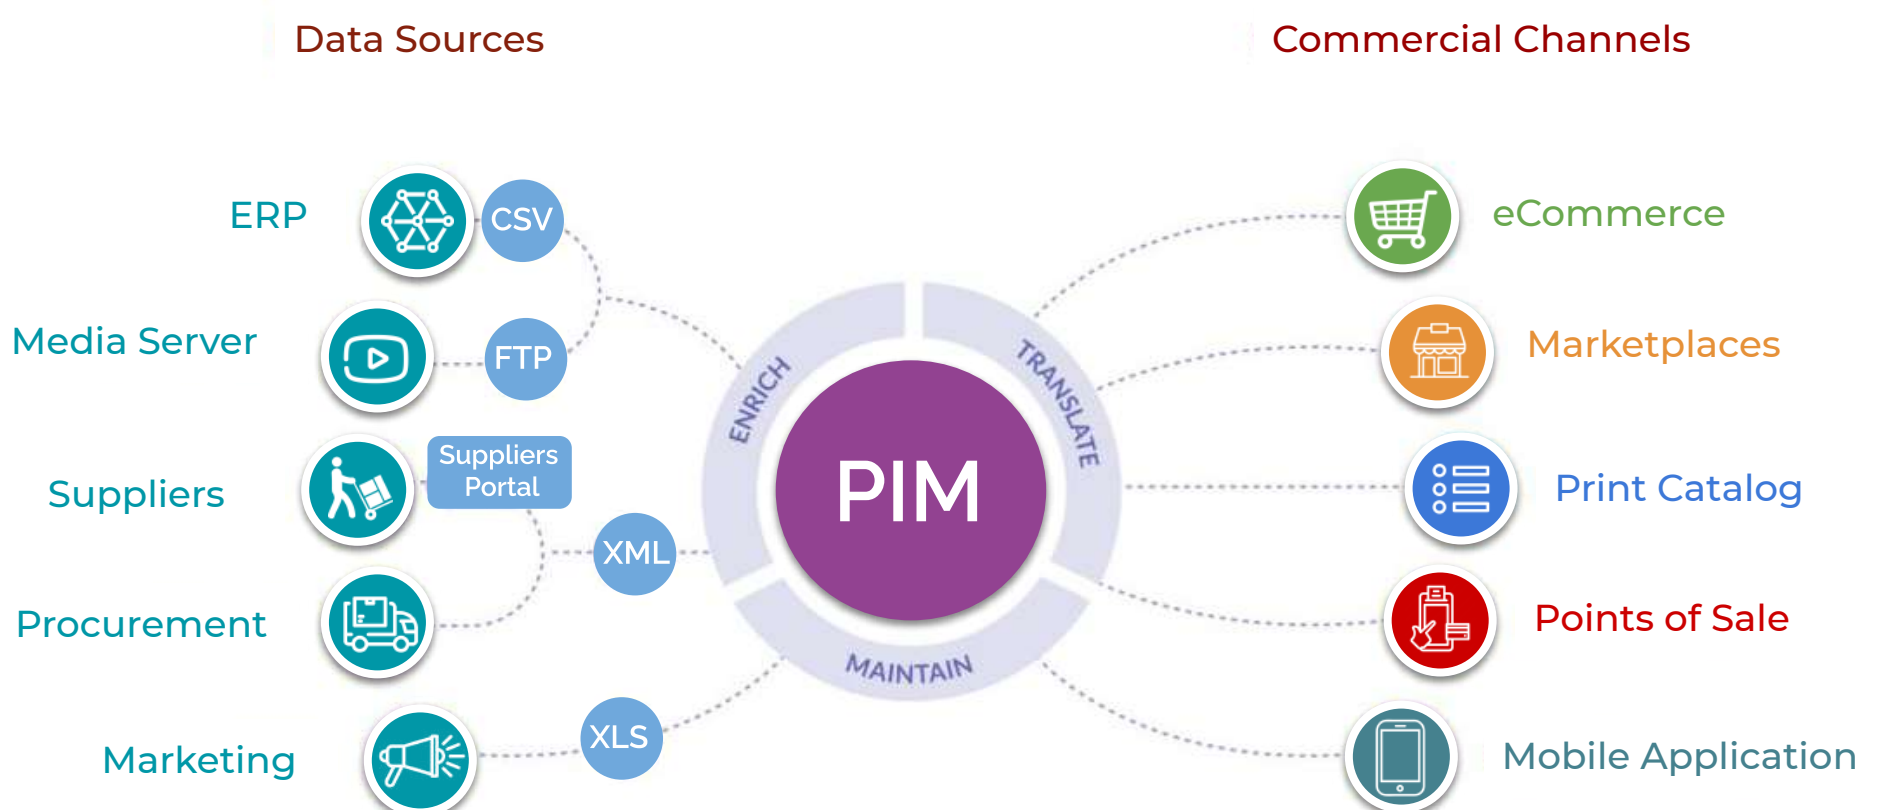 Data Sources
Commercial Channels
ERP
CSV
eCommerce
Media Server
FTP
Marketplaces
ENRICH
TRANSLATE
Suppliers
Suppliers
Portal
PIM
Print Catalog
XML
Procurement
Points of Sale
MAINTAIN
Marketing
XLS
Mobile Application